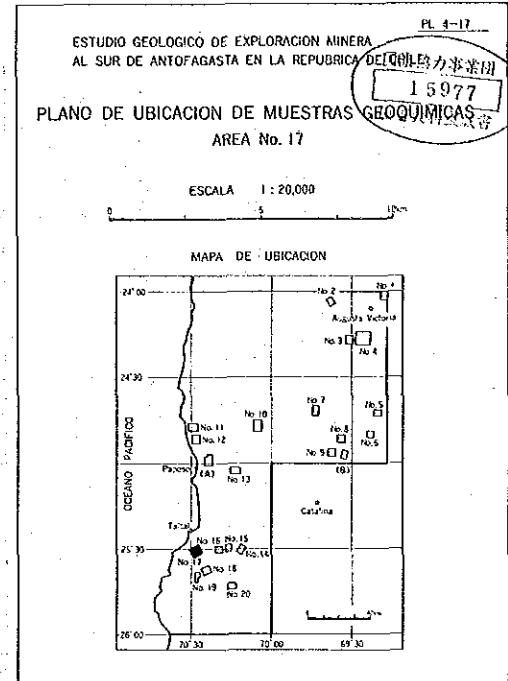 PL. 4-17
ESTUDIO GEOLOGICO DE EXPLORACION MINERA
AL SUR DE ANTOFAGASTA EN LA REPUBRICA DE
15977
PLANO DE UBICACION DE MUESTRAS GEOQUIMICAS
AREA No. 17
ESCALA 1 : 20,000
0 5 10km
MAPA DE UBICACION
24°00
No. 2
Augusta Victoria
No. 3
No 4
24°30
No. 7
No. 5
No. 10
No. 11
No. 8
No. 6
No. 12
No. 9
OCEANO PACIFICO
Paposo
(A)
(B)
No. 13
Catalina
Taltal
No. 16
No. 15
No. 14
25°30
No. 17
No. 18
No. 19
No. 20
26°00
70°30
70°00
69°30